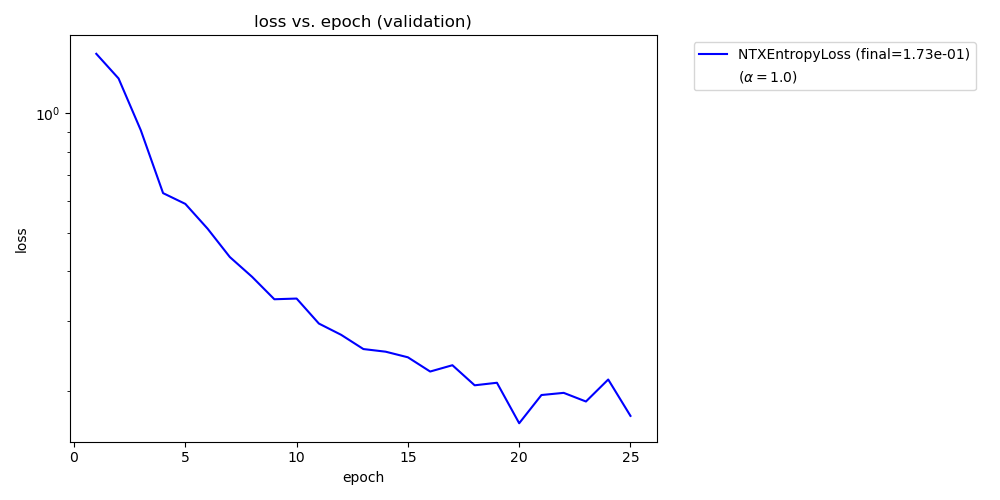 loss vs. epoch (validation)
NTXEntropyLoss (final=1.73e-01)
(α = 1.0)
10⁰
loss
0 5 10 15 20 25
epoch